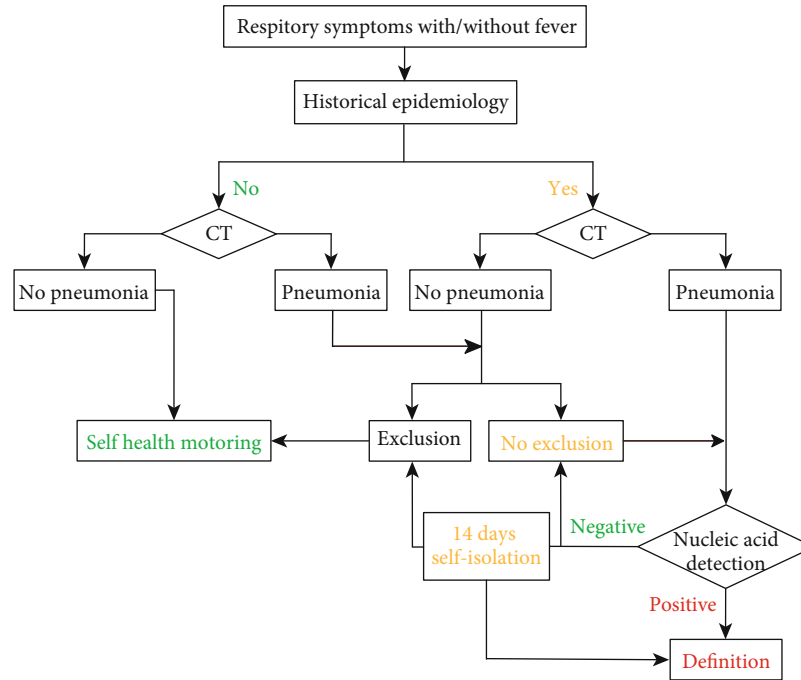 Respitory symptoms with/without fever
Historical epidemiology
No
Yes
CT
CT
No pneumonia
Pneumonia
No pneumonia
Pneumonia
Self health motoring
Exclusion
No exclusion
14 days
self-isolation
Negative
Nucleic acid
detection
Positive
Definition